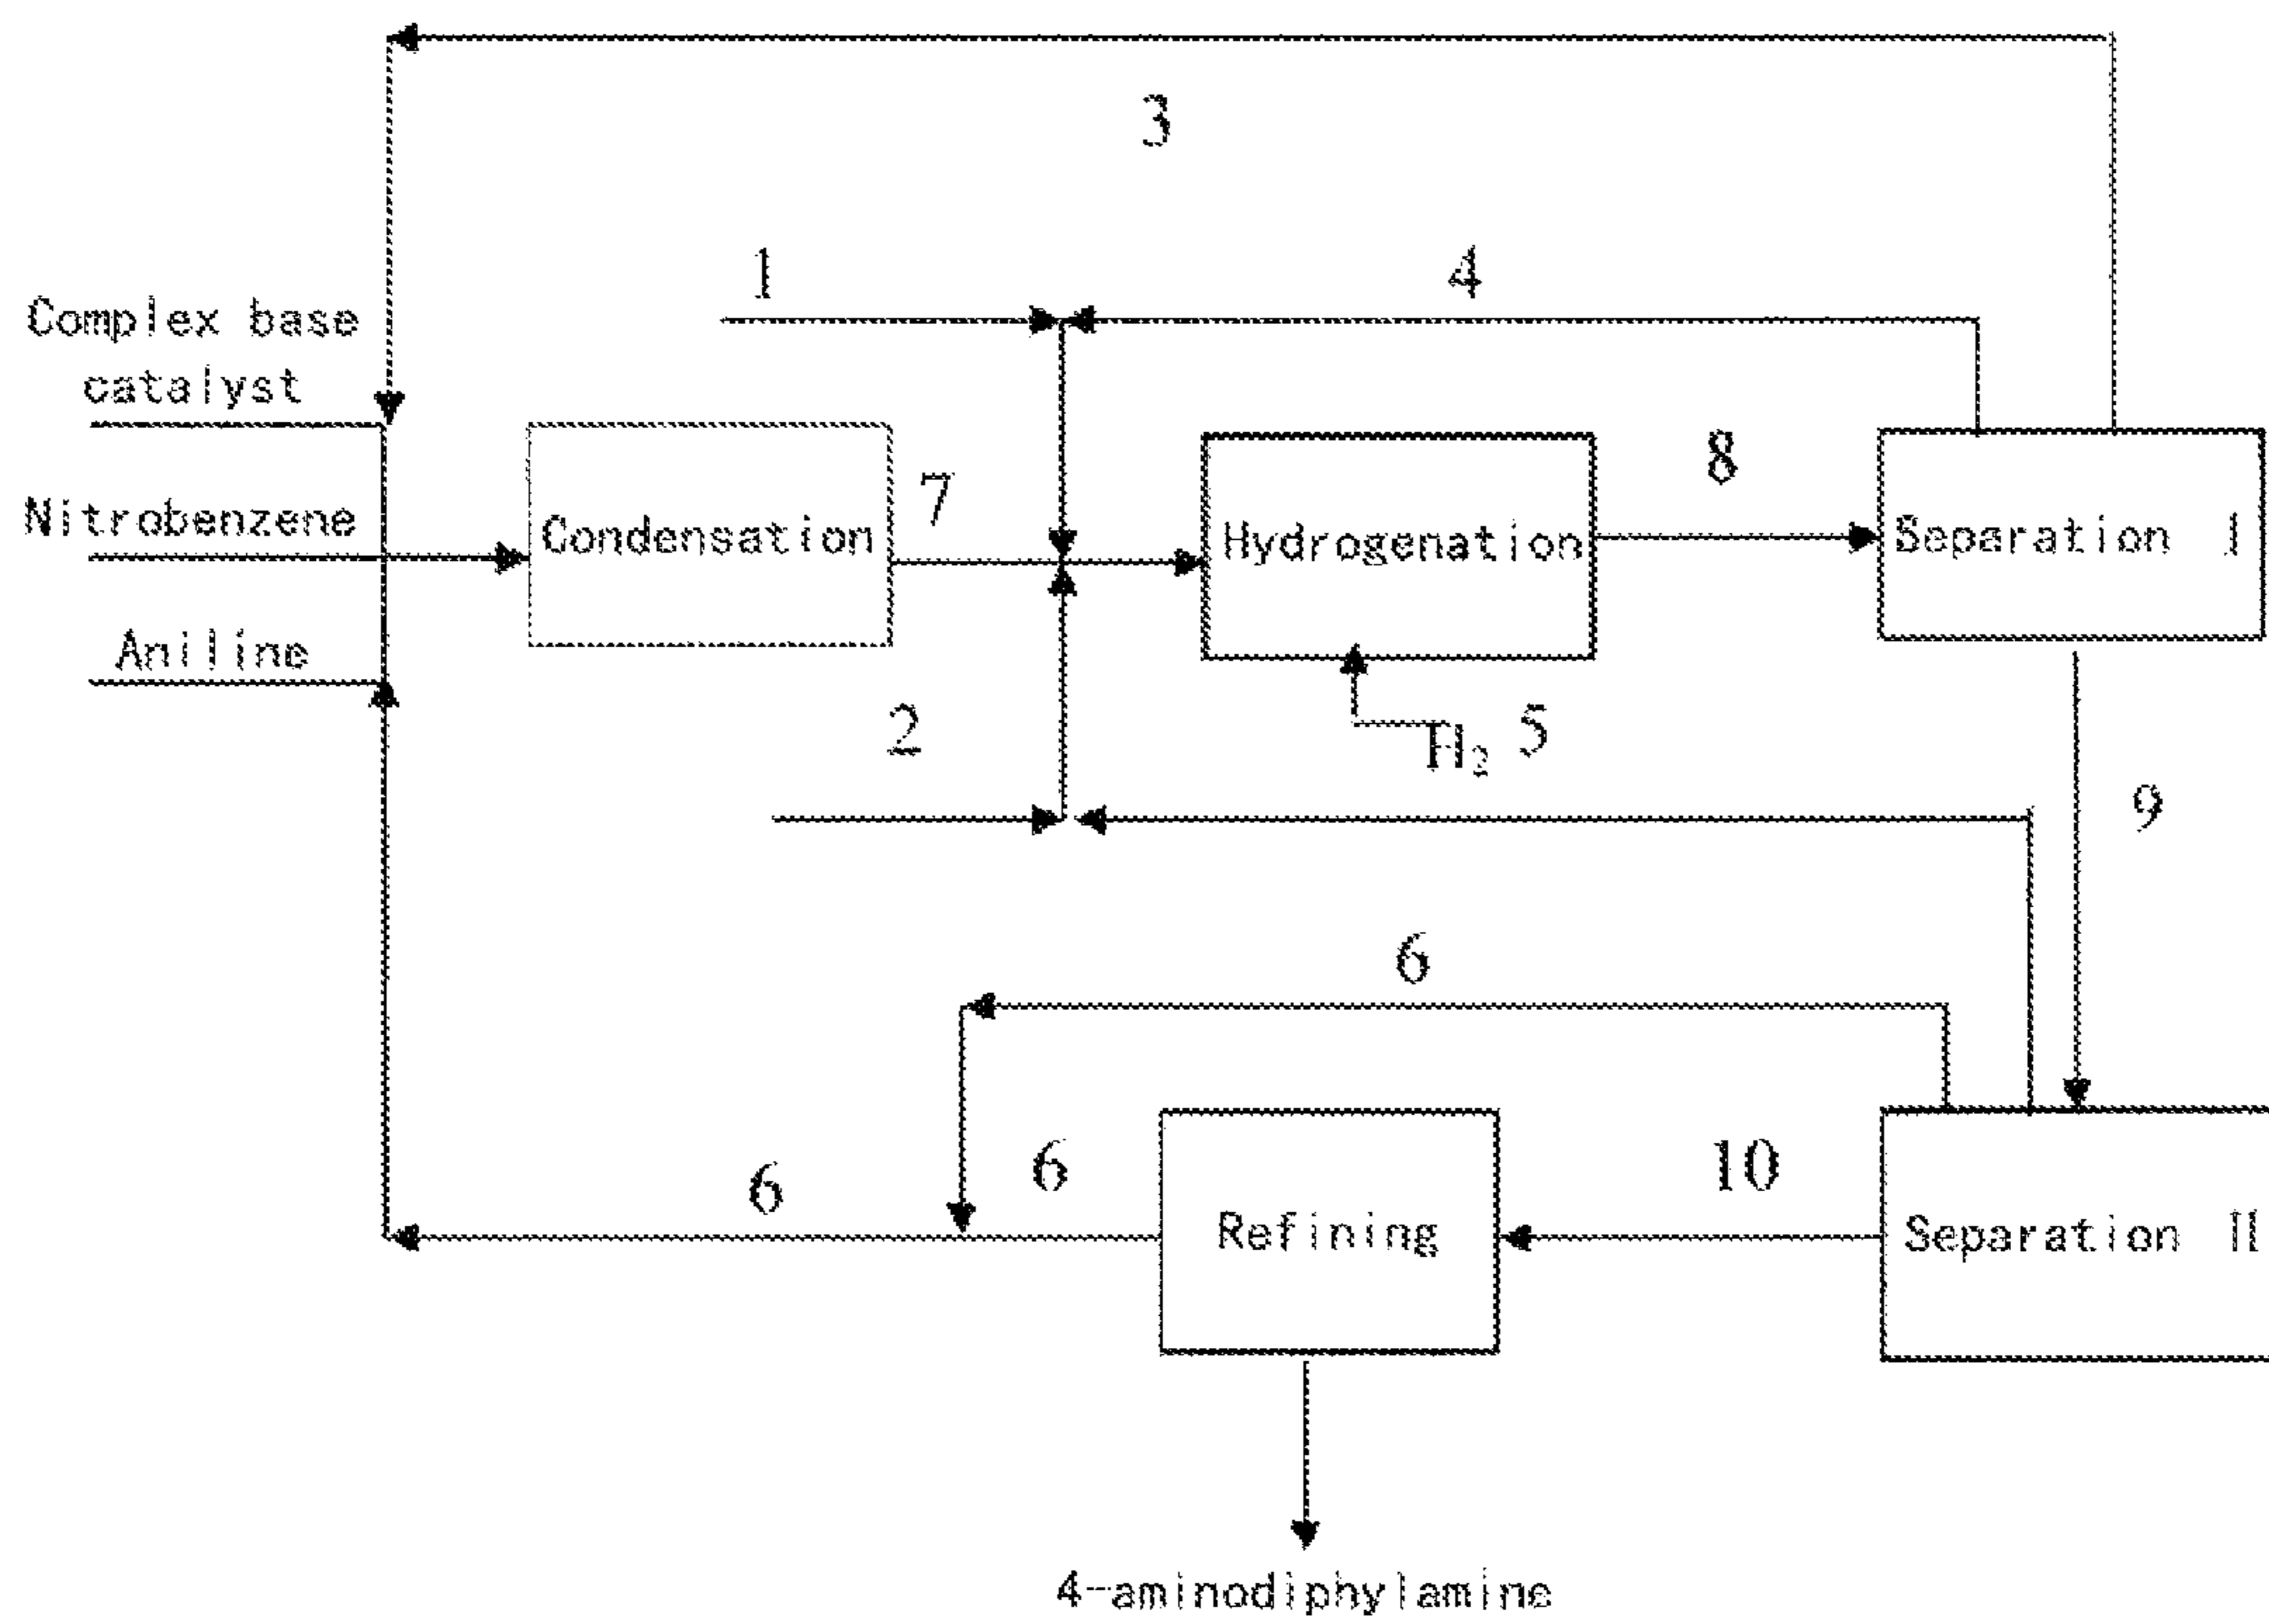 3
1
4
Complex base
catalyst
7
8
Nitrobenzene
Condensation
Hydrogenation
Separation I
Aniline
2
H₂ 5
9
6
6
6
10
Refining
Separation II
4-aminodiphylamine